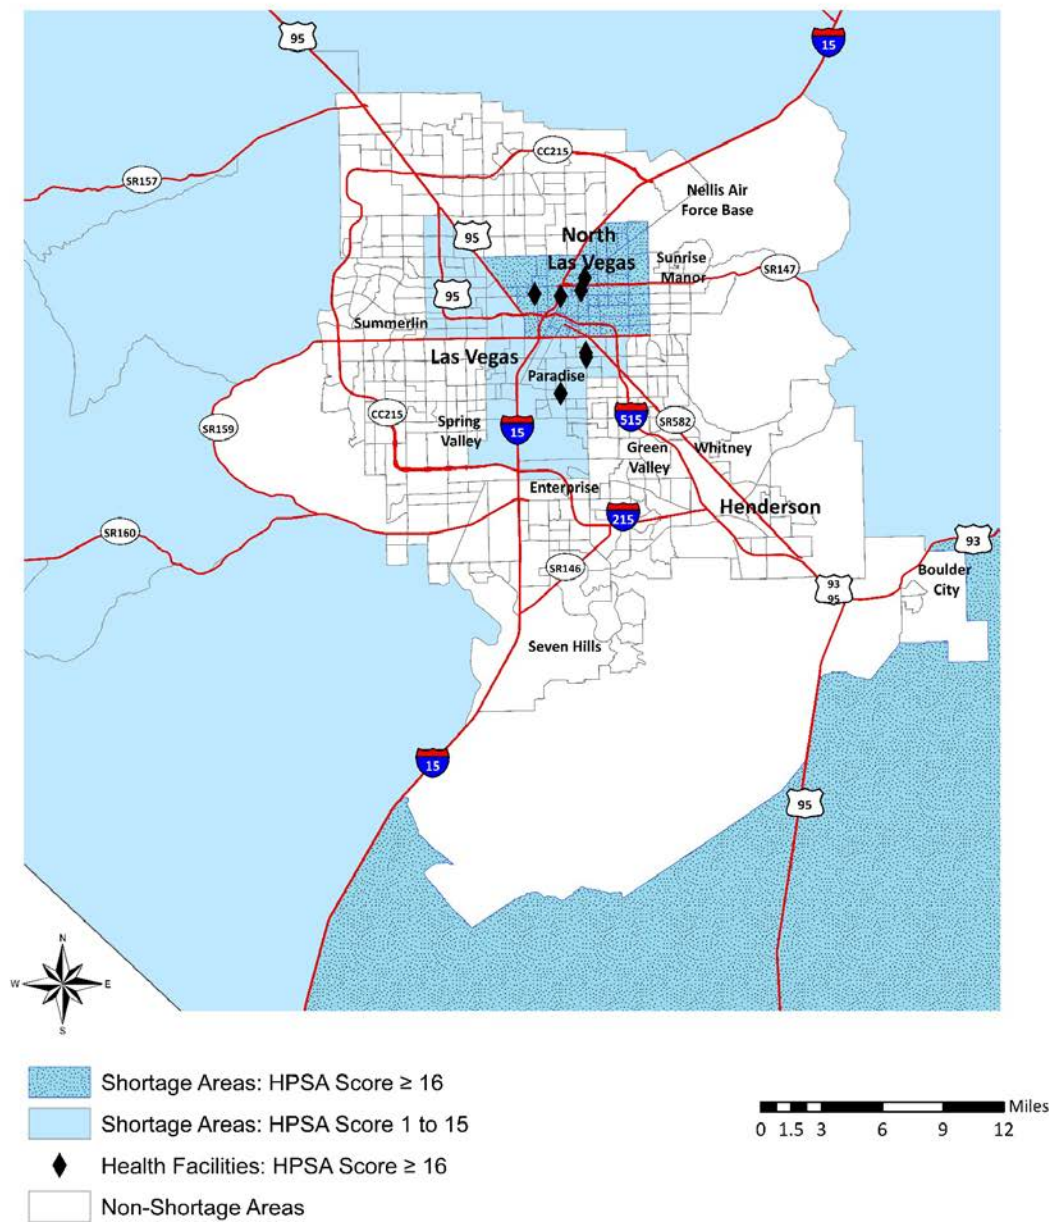 95
15
CC215
SR157
Nellis Air
Force Base
95
North
Las Vegas
Sunrise
Manor
SR147
95
Summerlin
Las Vegas
Paradise
CC215
SR159
Spring
Valley
15
515
SR582
Green
Valley
Whitney
Enterprise
Henderson
215
SR160
93
SR146
Boulder
City
93
95
Seven Hills
15
95
N
W
E
S
Shortage Areas: HPSA Score ≥ 16
Shortage Areas: HPSA Score 1 to 15
Health Facilities: HPSA Score ≥ 16
Non-Shortage Areas
Miles
0 1.5 3 6 9 12